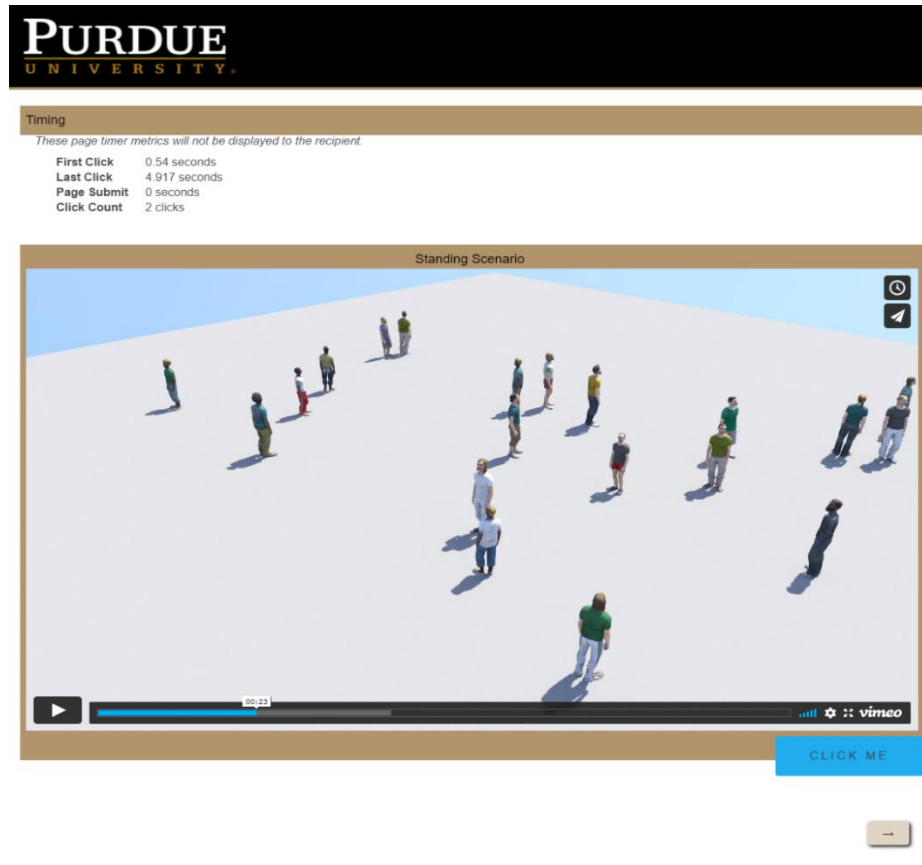 PURDUE
UNIVERSITY®
Timing
These page timer metrics will not be displayed to the recipient.
First Click 0.54 seconds
Last Click 4.917 seconds
Page Submit 0 seconds
Click Count 2 clicks
Standing Scenario
00:23
vimeo
CLICK ME
→